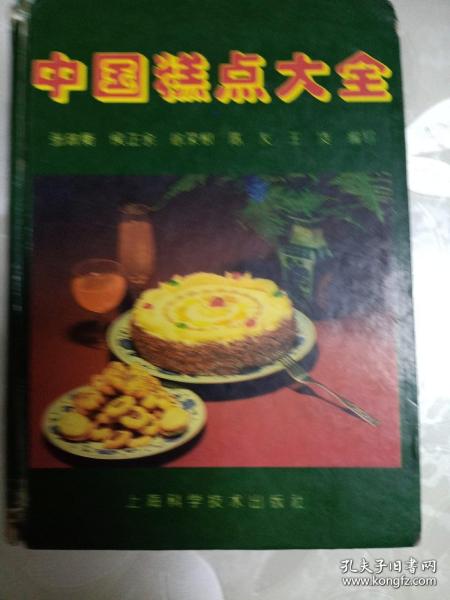 中国糕点大全
编
上海科学技术出版社
孔夫子旧书网
www.kongfz.com